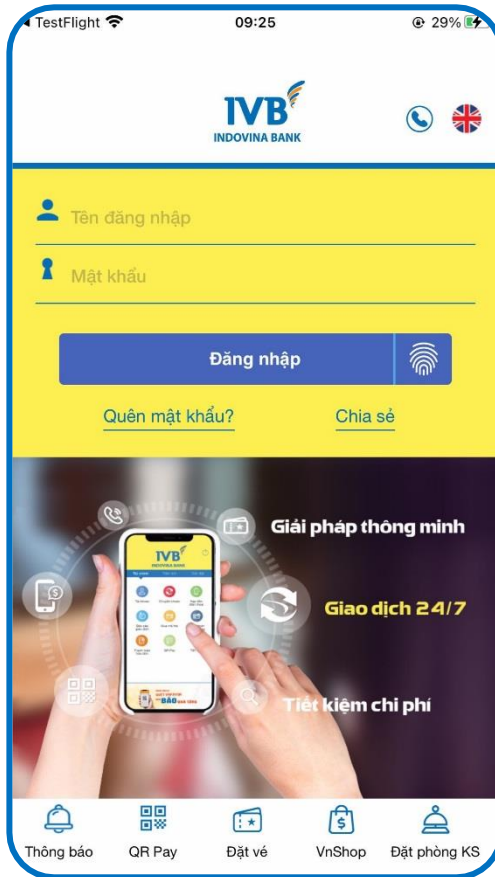 TestFlight 09:25 29%
IVB
INDOVINA BANK
Tên đăng nhập
Mật khẩu
Đăng nhập
Quên mật khẩu? Chia sẻ
IVB
Giải pháp thông minh
Giao dịch 24/7
Tiết kiệm chi phí
Thông báo QR Pay Đặt vé VnShop Đặt phòng KS